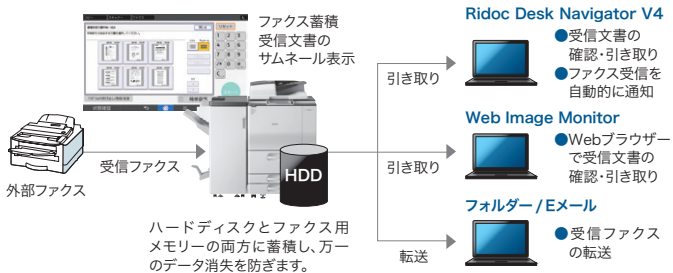 ファクス蓄積
受信文書の
サムネール表示
外部ファクス
受信ファクス
HDD
ハードディスクとファクス用
メモリーの両方に蓄積し、万一
のデータ消失を防ぎます。
引き取り
Ridoc Desk Navigator V4
●受信文書の
確認・引き取り
●ファクス受信を
自動的に通知
引き取り
Web Image Monitor
●Webブラウザー
で受信文書の
確認・引き取り
転送
フォルダー/Eメール
●受信ファクス
の転送